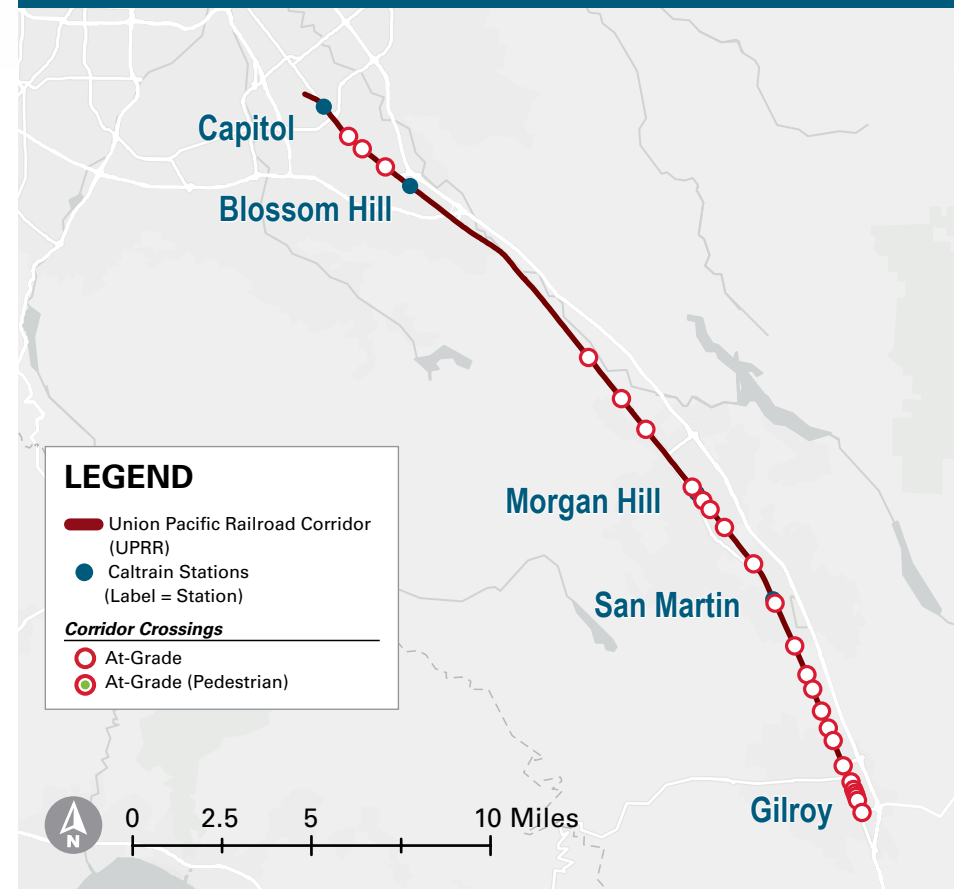 Capitol
Blossom Hill
Morgan Hill
San Martin
Gilroy
LEGEND
Union Pacific Railroad Corridor
(UPRR)
Caltrain Stations
(Label = Station)
Corridor Crossings
At-Grade
At-Grade (Pedestrian)
N
0 2.5 5 10 Miles